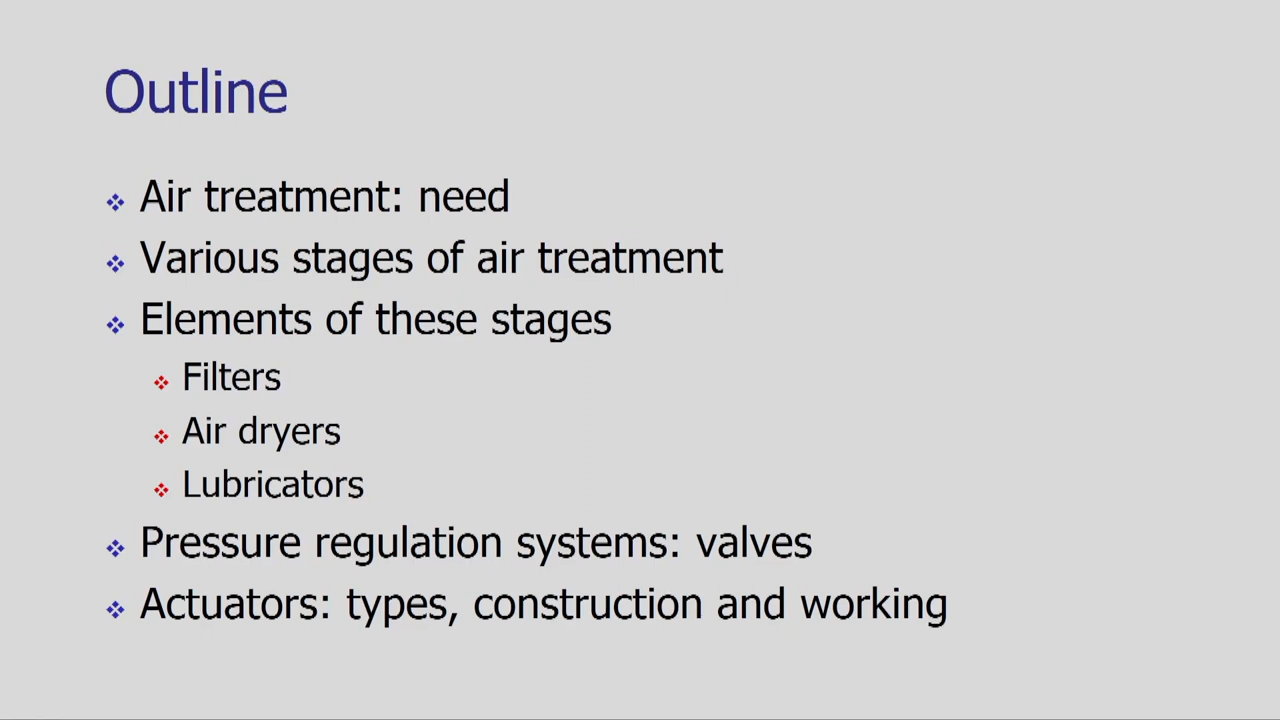 Outline
Air treatment: need
Various stages of air treatment
Elements of these stages
Filters
Air dryers
Lubricators
Pressure regulation systems: valves
Actuators: types, construction and working